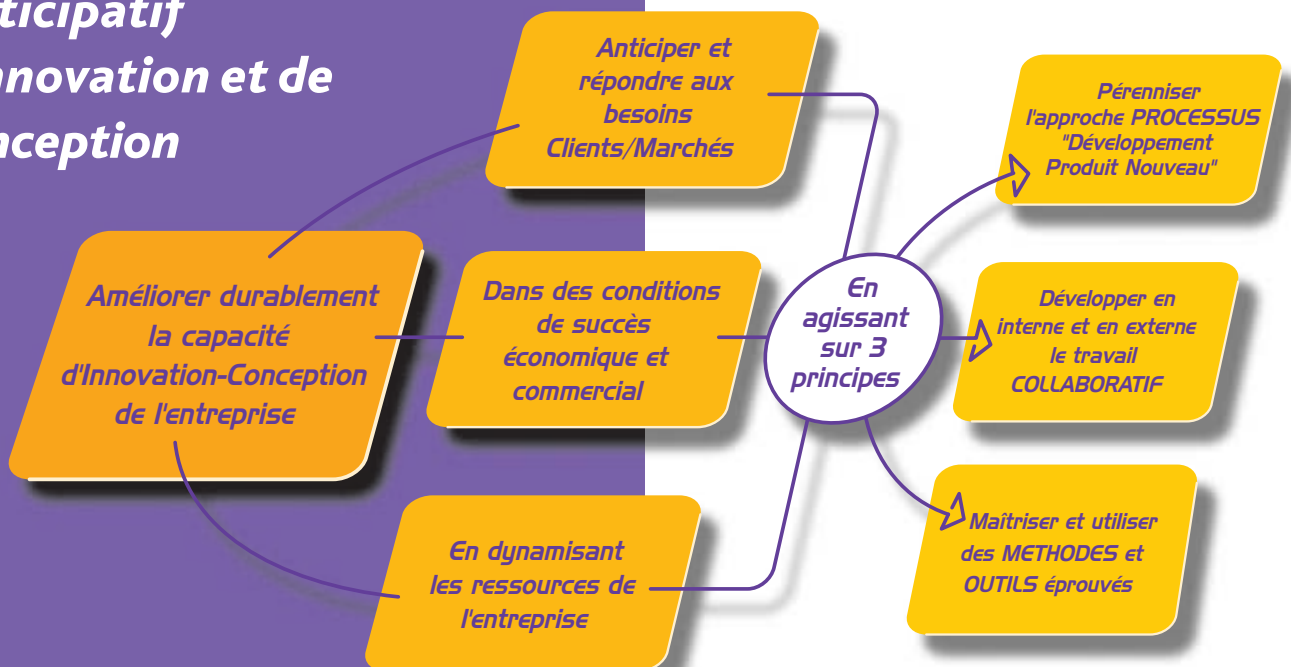 ticipatif
nnovation et de
nception
Améliorer durablement
la capacité
d'Innovation-Conception
de l'entreprise
Anticiper et
répondre aux
besoins
Clients/Marchés
Dans des conditions
de succès
économique et
commercial
En dynamisant
les ressources de
l'entreprise
En
agissant
sur 3
principes
Pérenniser
l'approche PROCESSUS
"Développement
Produit Nouveau"
Développer en
interne et en externe
le travail
COLLABORATIF
Maîtriser et utiliser
des METHODES et
OUTILS éprouvés